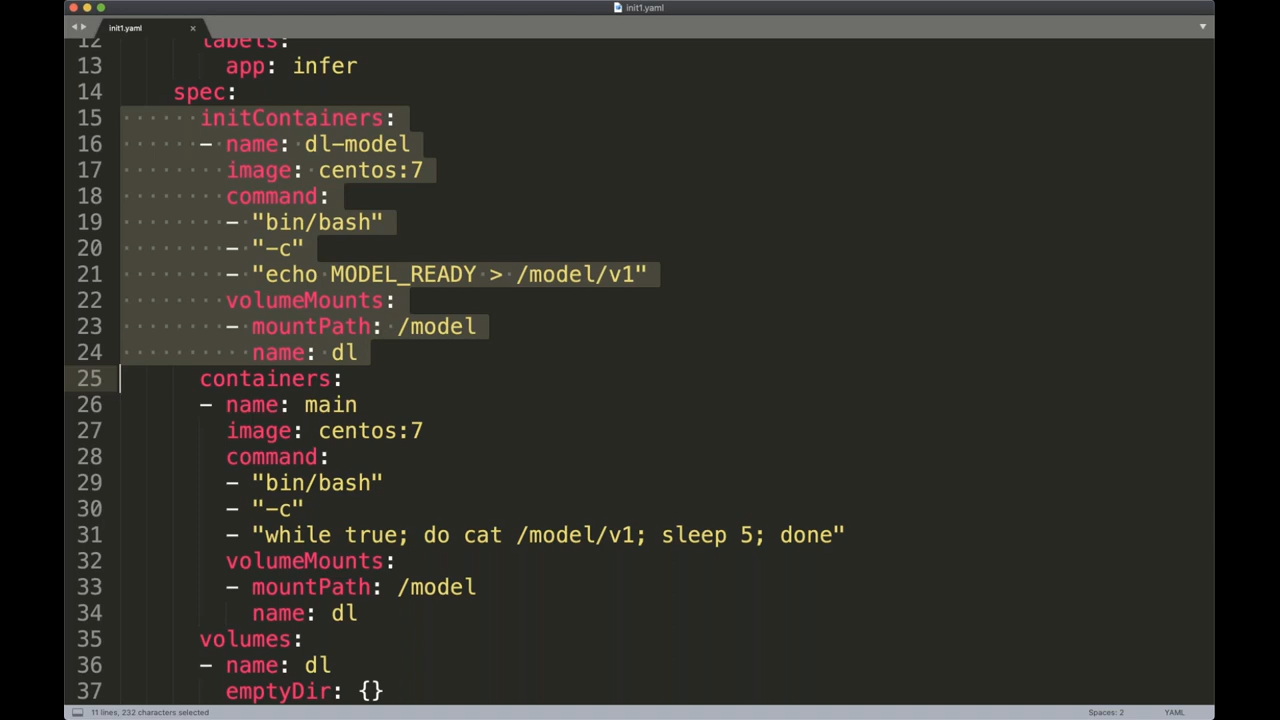 init1.yaml
init1.yaml
12 labels:
13 app: infer
14 spec:
15 initContainers:
16 - name: dl-model
17 image: centos:7
18 command:
19 - "bin/bash"
20 - "-c"
21 - "echo MODEL_READY > /model/v1"
22 volumeMounts:
23 - mountPath: /model
24 name: dl
25 containers:
26 - name: main
27 image: centos:7
28 command:
29 - "bin/bash"
30 - "-c"
31 - "while true; do cat /model/v1; sleep 5; done"
32 volumeMounts:
33 - mountPath: /model
34 name: dl
35 volumes:
36 - name: dl
37 emptyDir: {}
11 lines, 232 characters selected
Spaces: 2
YAML